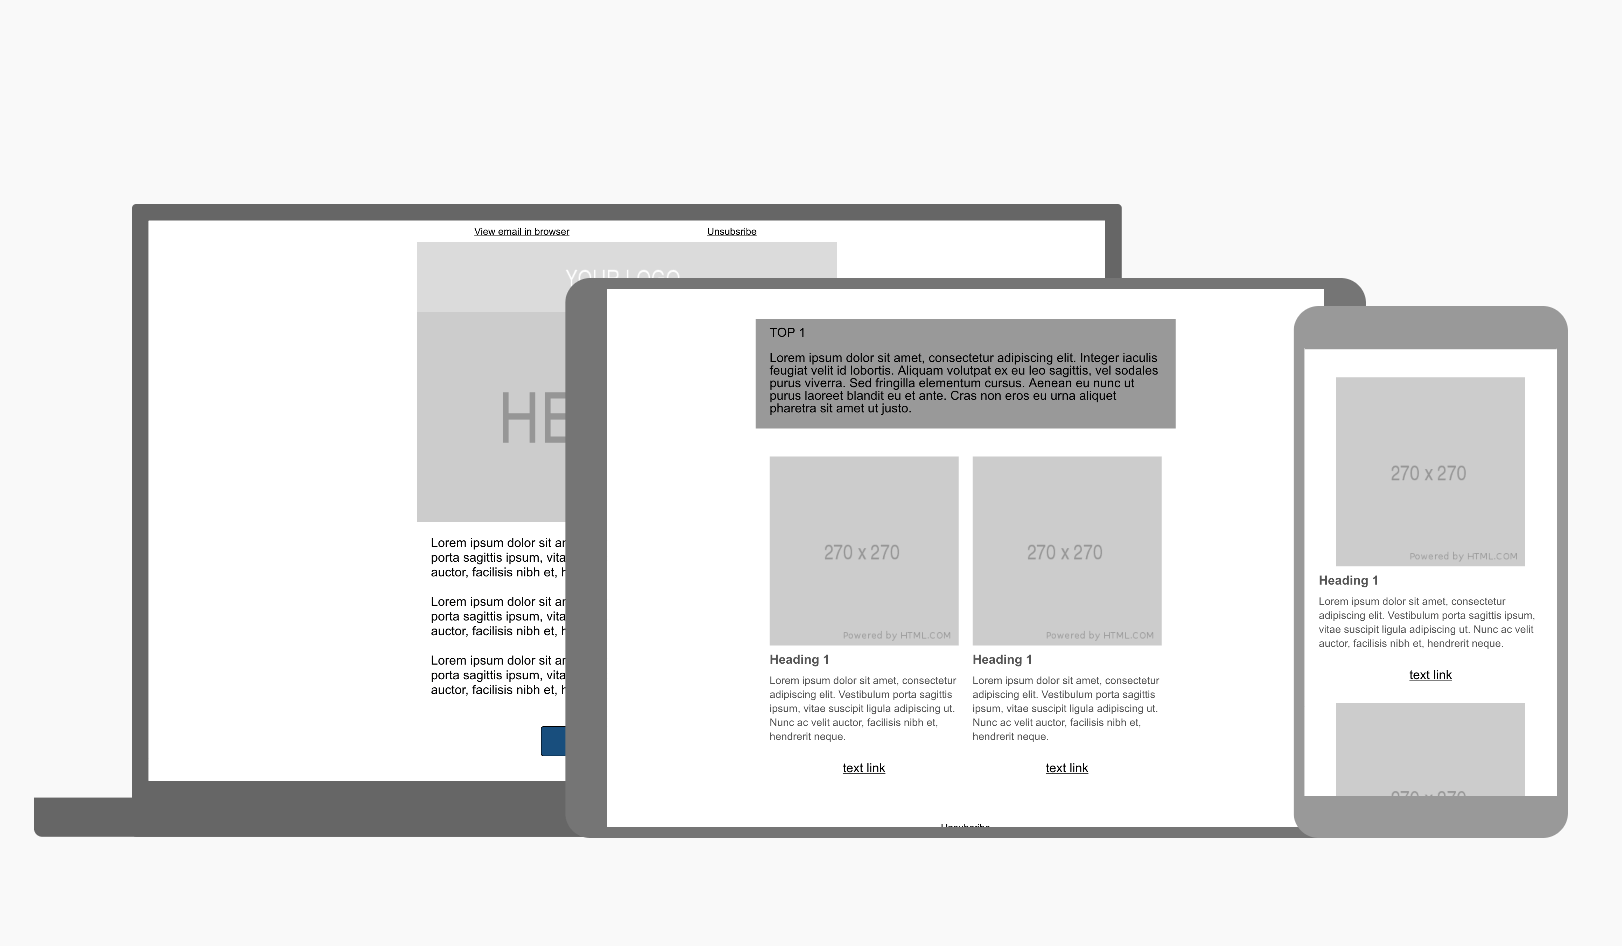 View email in browser
Unsubsribe
YOUR LOGO
HE
Lorem ipsum dolor sit
porta sagittis ipsum,
auctor, facilisis nibh et,
Lorem ipsum dolor sit
porta sagittis ipsum,
auctor, facilisis nibh et,
Lorem ipsum dolor sit
porta sagittis ipsum,
auctor, facilisis nibh et,
TOP 1
Lorem ipsum dolor sit amet, consectetur adipiscing elit. Integer iaculis
feugiat velit id lobortis. Aliquam volutpat ex eu leo sagittis, vel sodales
purus viverra. Sed fringilla elementum cursus. Aenean eu nunc ut
purus laoreet blandit eu et ante. Cras non eros eu urna aliquet
pharetra sit amet ut justo.
270 x 270
Powered by HTML.COM
Heading 1
Lorem ipsum dolor sit amet, consectetur
adipiscing elit. Vestibulum porta sagittis
ipsum, vitae suscipit ligula adipiscing ut.
Nunc ac velit auctor, facilisis nibh et,
hendrerit neque.
text link
270 x 270
Powered by HTML.COM
Heading 1
Lorem ipsum dolor sit amet, consectetur
adipiscing elit. Vestibulum porta sagittis
ipsum, vitae suscipit ligula adipiscing ut.
Nunc ac velit auctor, facilisis nibh et,
hendrerit neque.
text link
Unsubsribe
270 x 270
Powered by HTML.COM
Heading 1
Lorem ipsum dolor sit amet, consectetur
adipiscing elit. Vestibulum porta sagittis ipsum,
vitae suscipit ligula adipiscing ut. Nunc ac velit
auctor, facilisis nibh et, hendrerit neque.
text link
270 x 270